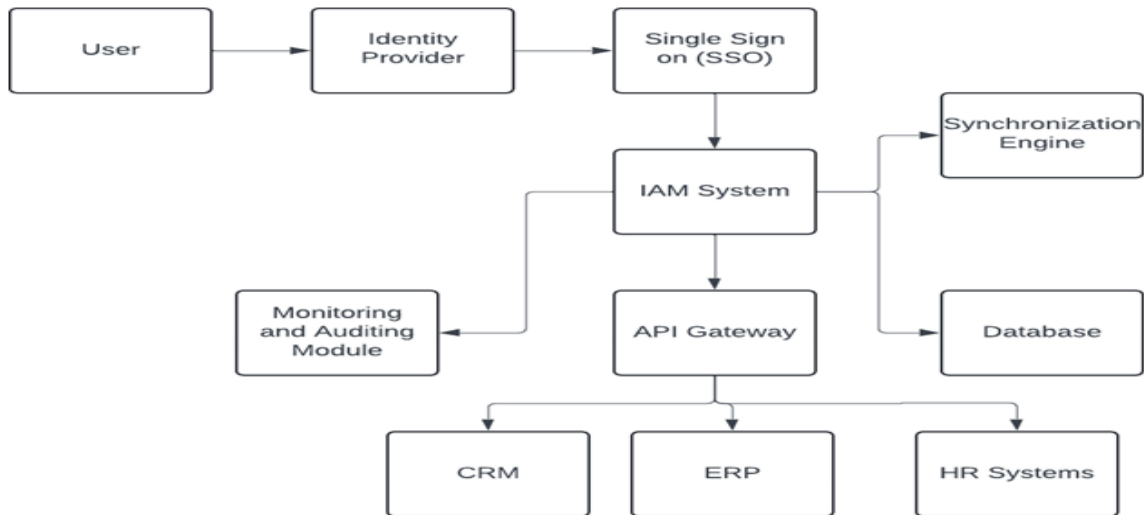 User
Identity
Provider
Single Sign
on (SSO)
Synchronization
Engine
IAM System
Monitoring
and Auditing
Module
API Gateway
Database
CRM
ERP
HR Systems